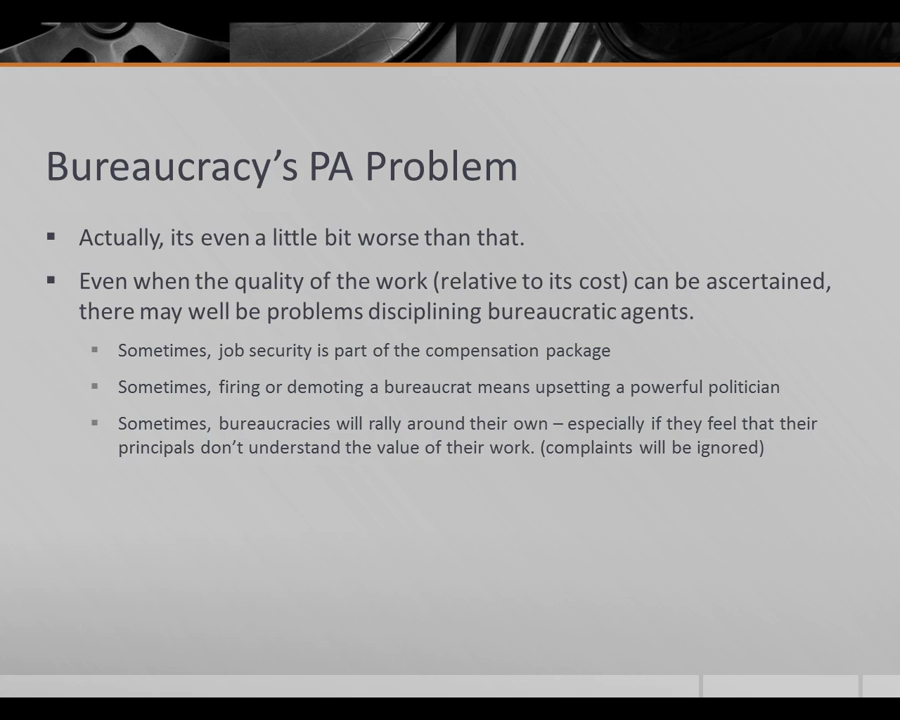 Bureaucracy’s PA Problem
▪ Actually, its even a little bit worse than that.
▪ Even when the quality of the work (relative to its cost) can be ascertained,
there may well be problems disciplining bureaucratic agents.
▪ Sometimes, job security is part of the compensation package
▪ Sometimes, firing or demoting a bureaucrat means upsetting a powerful politician
▪ Sometimes, bureaucracies will rally around their own – especially if they feel that their
principals don’t understand the value of their work. (complaints will be ignored)